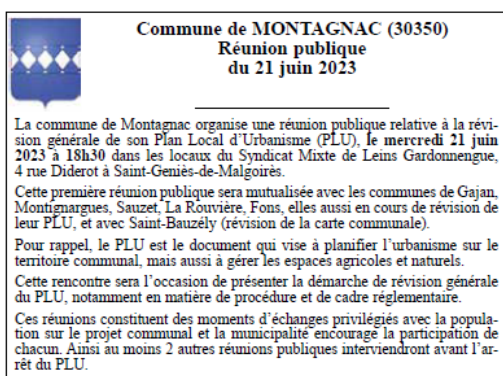 Commune de MONTAGNAC (30350)
Réunion publique
du 21 juin 2023
La commune de Montagnac organise une réunion publique relative à la révi-
sion générale de son Plan Local d'Urbanisme (PLU), le mercredi 21 juin
2023 à 18h30 dans les locaux du Syndicat Mixte de Leins Gardonnengue,
4 rue Diderot à Saint-Geniès-de-Malgoirès.
Cette première réunion publique sera mutualisée avec les communes de Gajan,
Montignargues, Sauzet, La Rouvière, Fons, elles aussi en cours de révision de
leur PLU, et avec Saint-Bauzély (révision de la carte communale).
Pour rappel, le PLU est le document qui vise à planifier l'urbanisme sur le
territoire communal, mais aussi à gérer les espaces agricoles et naturels.
Cette rencontre sera l'occasion de présenter la démarche de révision générale
du PLU, notamment en matière de procédure et de cadre réglementaire.
Ces réunions constituent des moments d'échanges privilégiés avec la popula-
tion sur le projet communal et la municipalité encourage la participation de
chacun. Ainsi au moins 2 autres réunions publiques interviendront avant l'ar-
rêt du PLU.